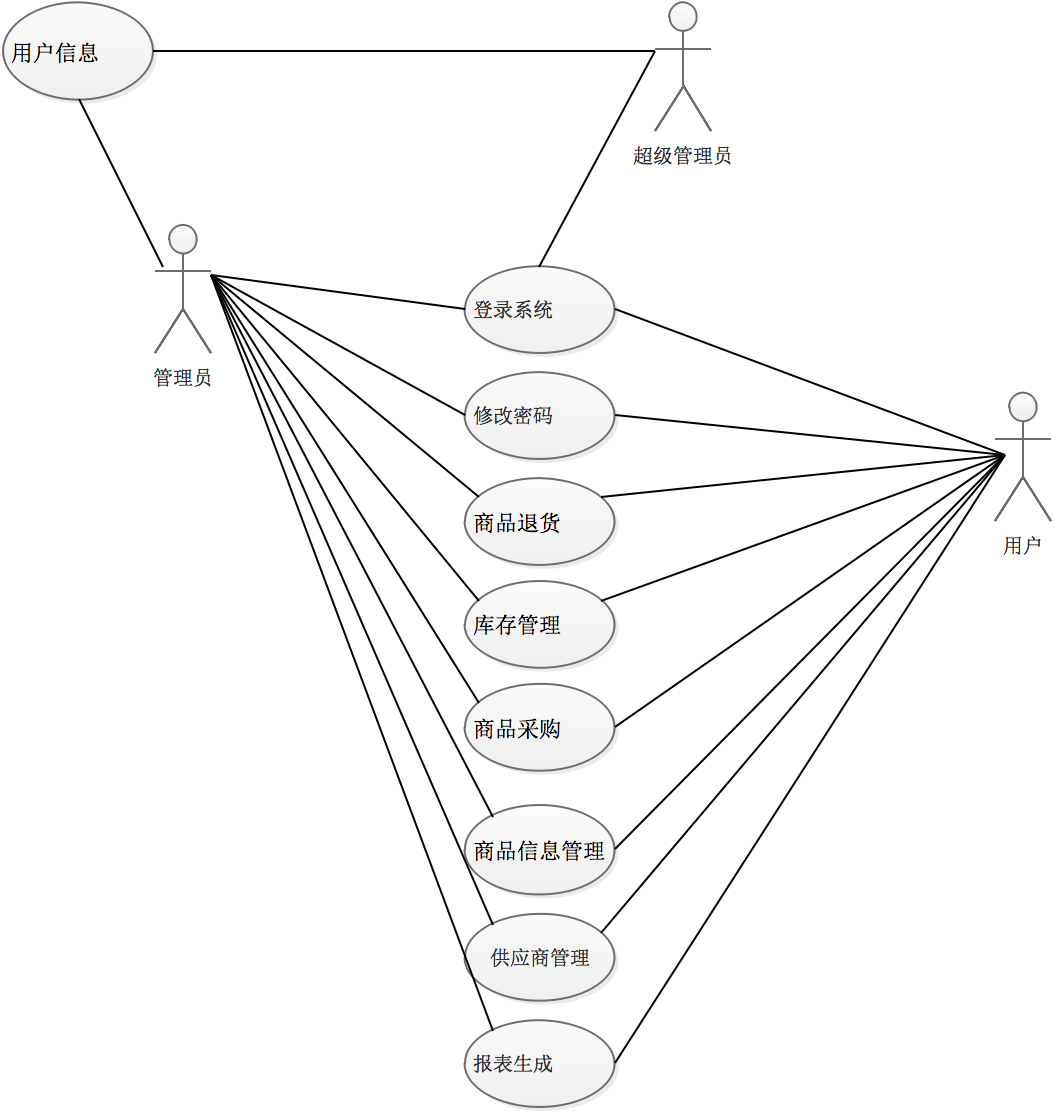 用户信息
超级管理员
管理员
登录系统
修改密码
商品退货
用户
库存管理
商品采购
商品信息管理
供应商管理
报表生成